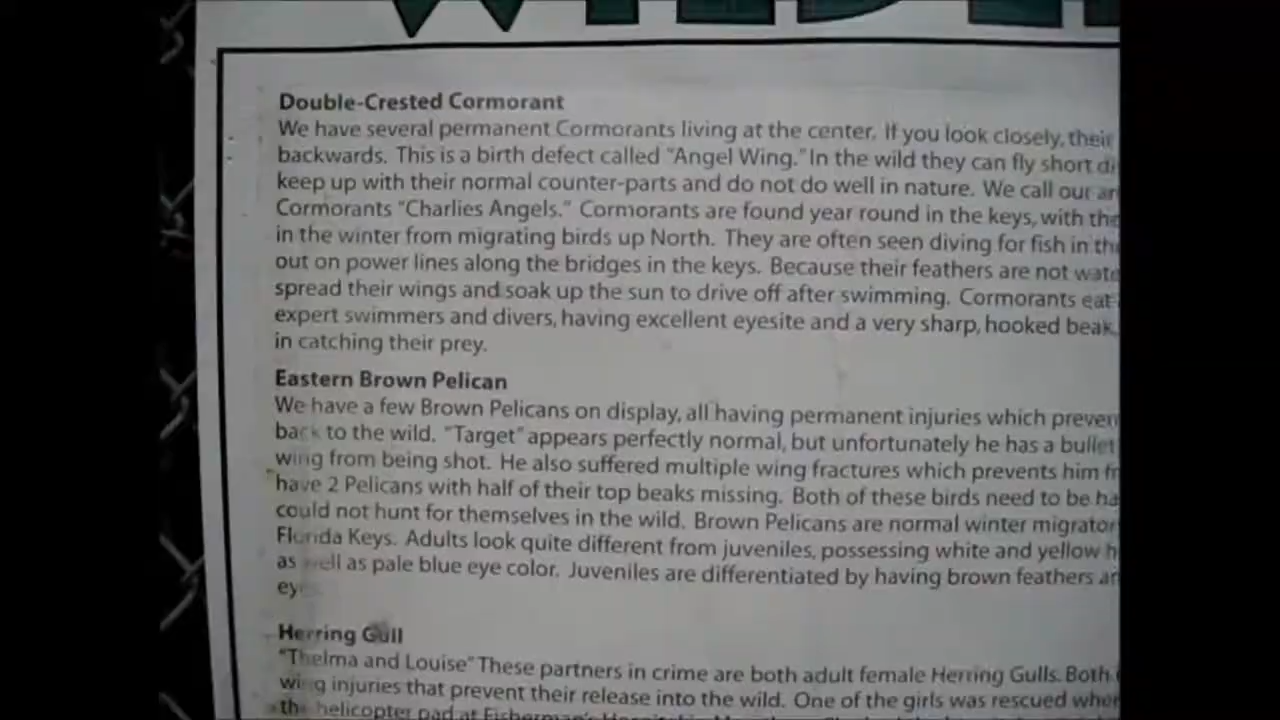 Double-Crested Cormorant
We have several permanent Cormorants living at the center. If you look closely, their
backwards. This is a birth defect called "Angel Wing." In the wild they can fly short
keep up with their normal counter-parts and do not do well in nature. We call our
Cormorants "Charlies Angels." Cormorants are found year round in the keys, with the
in the winter from migrating birds up North. They are often seen diving for fish in the
out on power lines along the bridges in the keys. Because their feathers are not
spread their wings and soak up the sun to drive off after swimming. Cormorants eat
expert swimmers and divers, having excellent eyesite and a very sharp, hooked beak
in catching their prey.
Eastern Brown Pelican
We have a few Brown Pelicans on display, all having permanent injuries which
back to the wild. "Target" appears perfectly normal, but unfortunately he has a bullet
wing from being shot. He also suffered multiple wing fractures which prevents him
have 2 Pelicans with half of their top beaks missing. Both of these birds need to be
could not hunt for themselves in the wild. Brown Pelicans are normal winter
Florida Keys. Adults look quite different from juveniles, possessing white and yellow
as well as pale blue eye color. Juveniles are differentiated by having brown feathers
Herring Gull
"Thelma and Louise" These partners in crime are both adult female Herring Gulls. Both
wing injuries that prevent their release into the wild. One of the girls was rescued when
the helicopter pad at Fisherman's Hospital